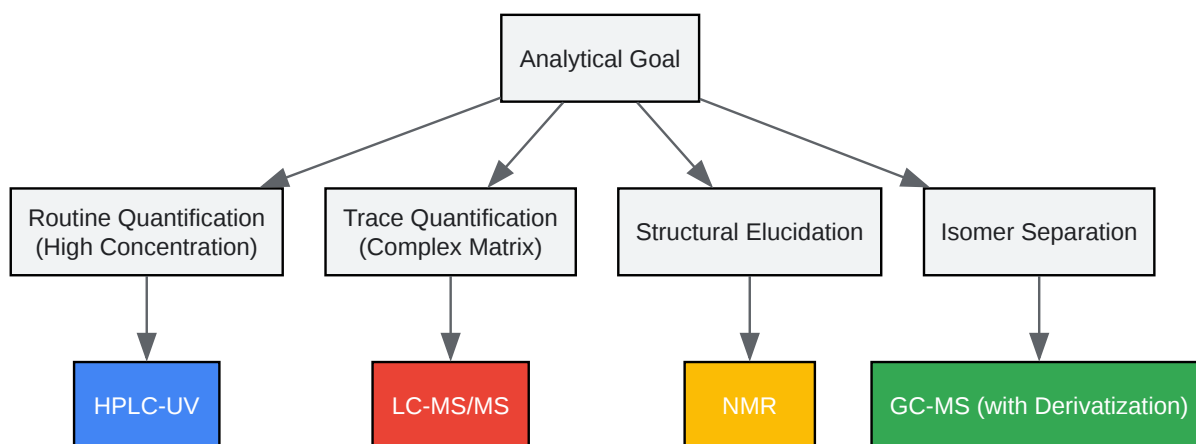 Analytical Goal
Routine Quantification
(High Concentration)
Trace Quantification
(Complex Matrix)
Structural Elucidation
Isomer Separation
HPLC-UV
LC-MS/MS
NMR
GC-MS (with Derivatization)